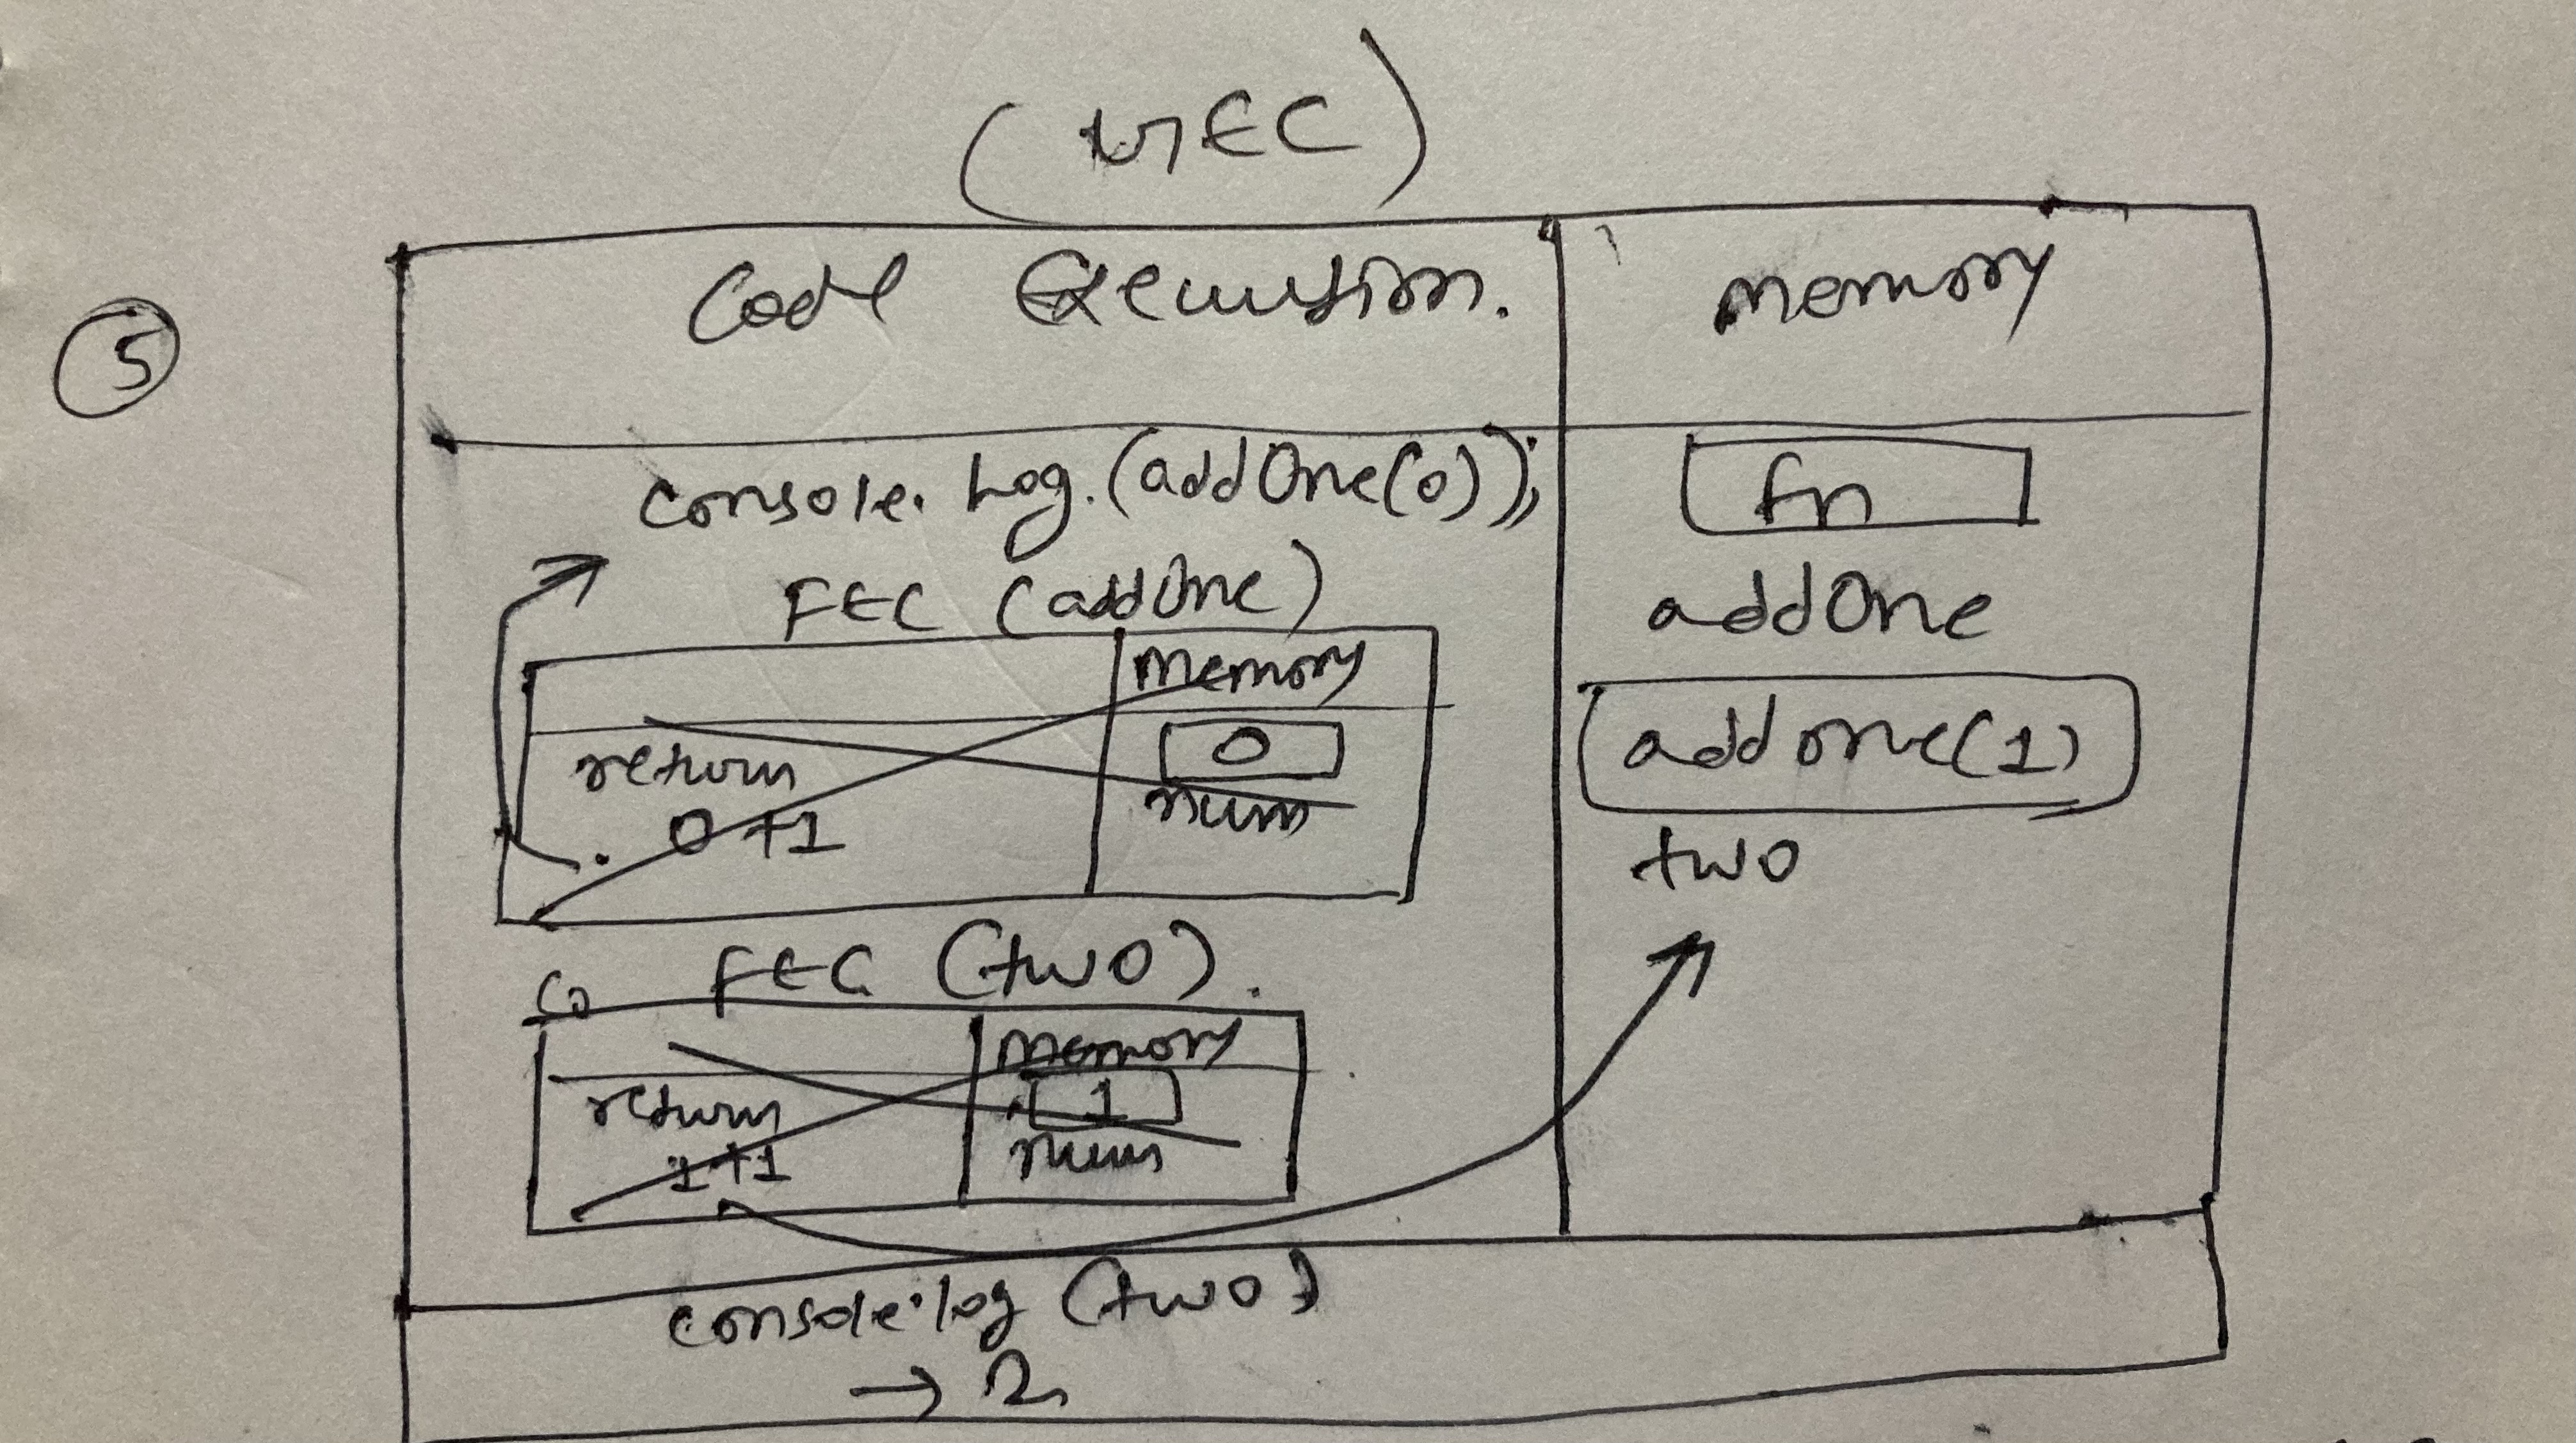 (MEC)
5
Code Execution.
memory
console. Log.(addOne(0));
fn
FEC (addOne)
addOne
memory
0
return
num
0+1
addone(1)
two
FEC (two).
memory
1
return
num
1+1
console.log (two)
→ 2